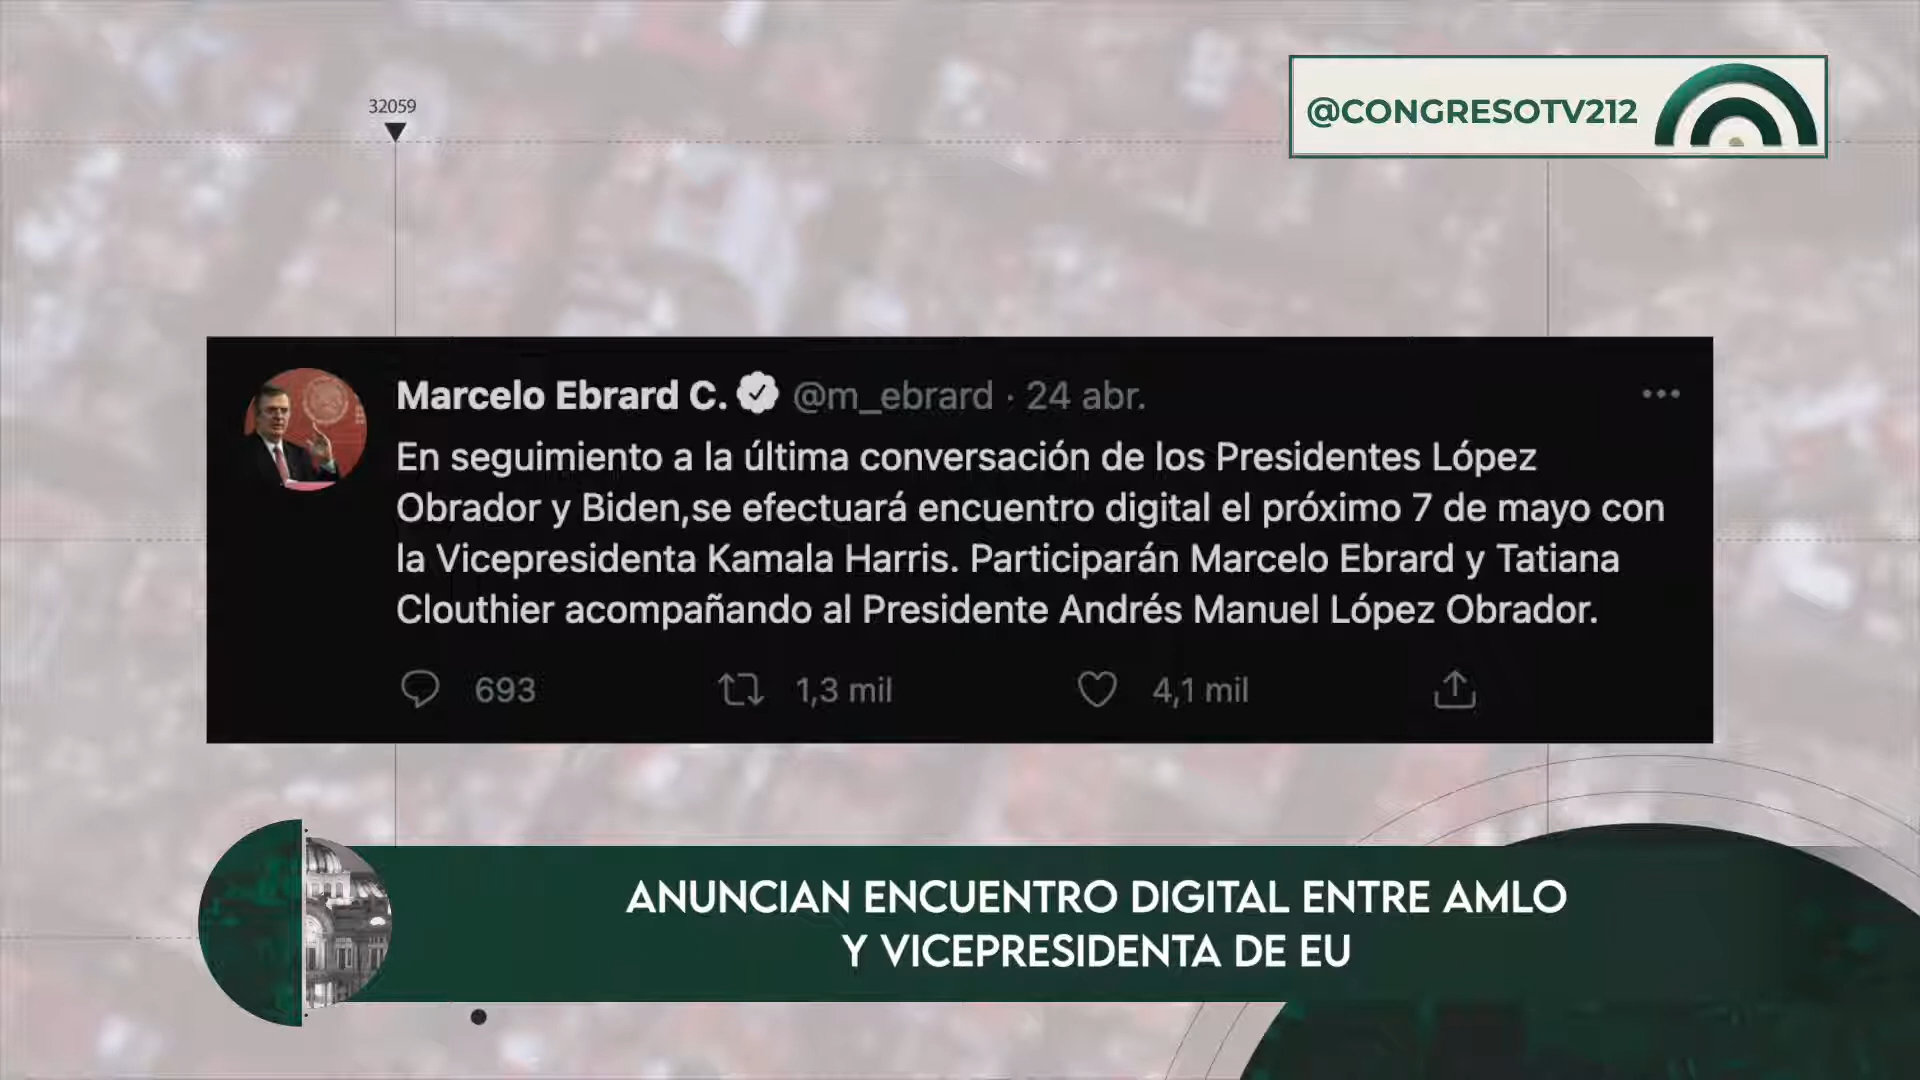 32059
@CONGRESOTV212
Marcelo Ebrard C. @m_ebrard · 24 abr.
En seguimiento a la última conversación de los Presidentes López
Obrador y Biden,se efectuará encuentro digital el próximo 7 de mayo con
la Vicepresidenta Kamala Harris. Participarán Marcelo Ebrard y Tatiana
Clouthier acompañando al Presidente Andrés Manuel López Obrador.
693 1,3 mil 4,1 mil
ANUNCIAN ENCUENTRO DIGITAL ENTRE AMLO
Y VICEPRESIDENTA DE EU